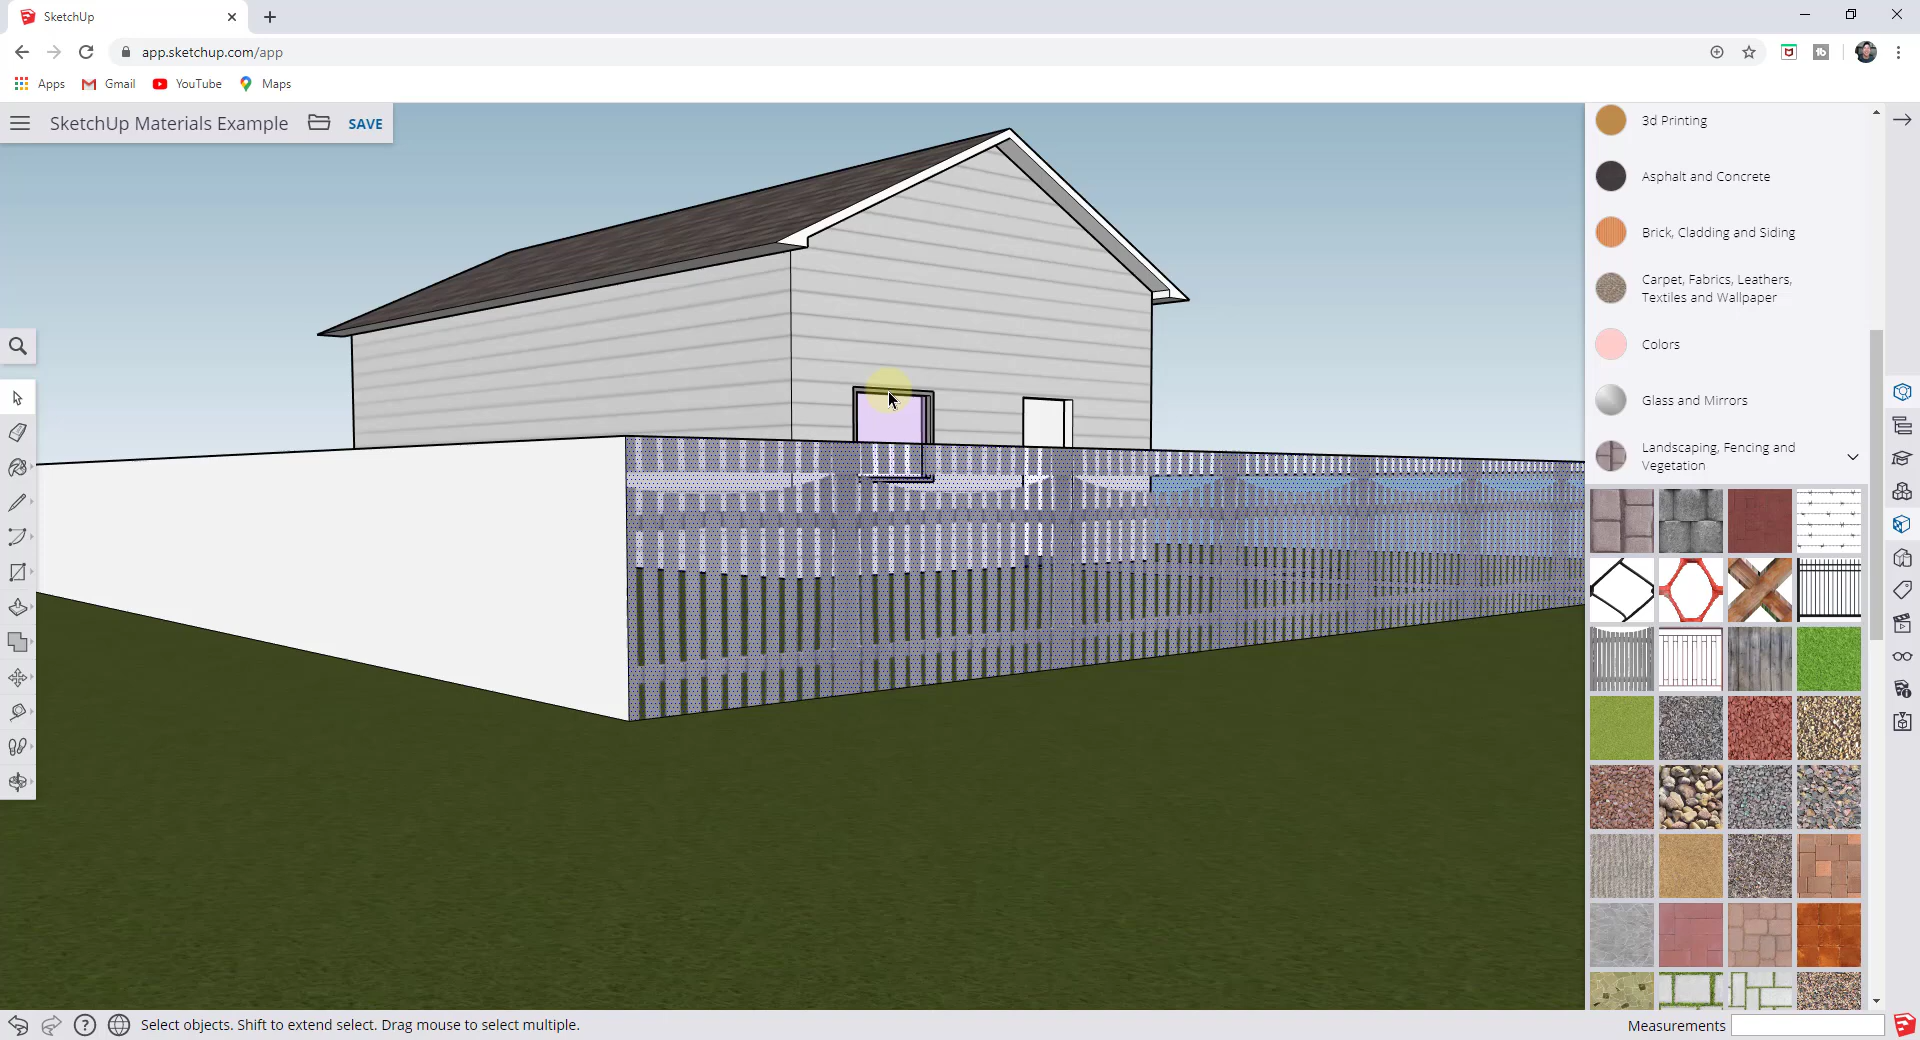 SketchUp
app.sketchup.com/app
Apps
Gmail
YouTube
Maps
SketchUp Materials Example
SAVE
3d Printing
Asphalt and Concrete
Brick, Cladding and Siding
Carpet, Fabrics, Leathers,
Textiles and Wallpaper
Colors
Glass and Mirrors
Landscaping, Fencing and
Vegetation
Select objects. Shift to extend select. Drag mouse to select multiple.
Measurements